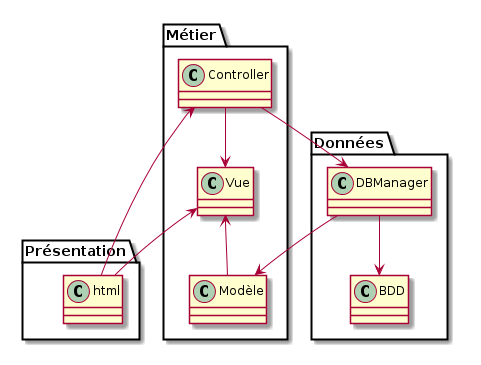 Métier
C Controller
Données
C Vue
C DBManager
Présentation
C html
C Modèle
C BDD